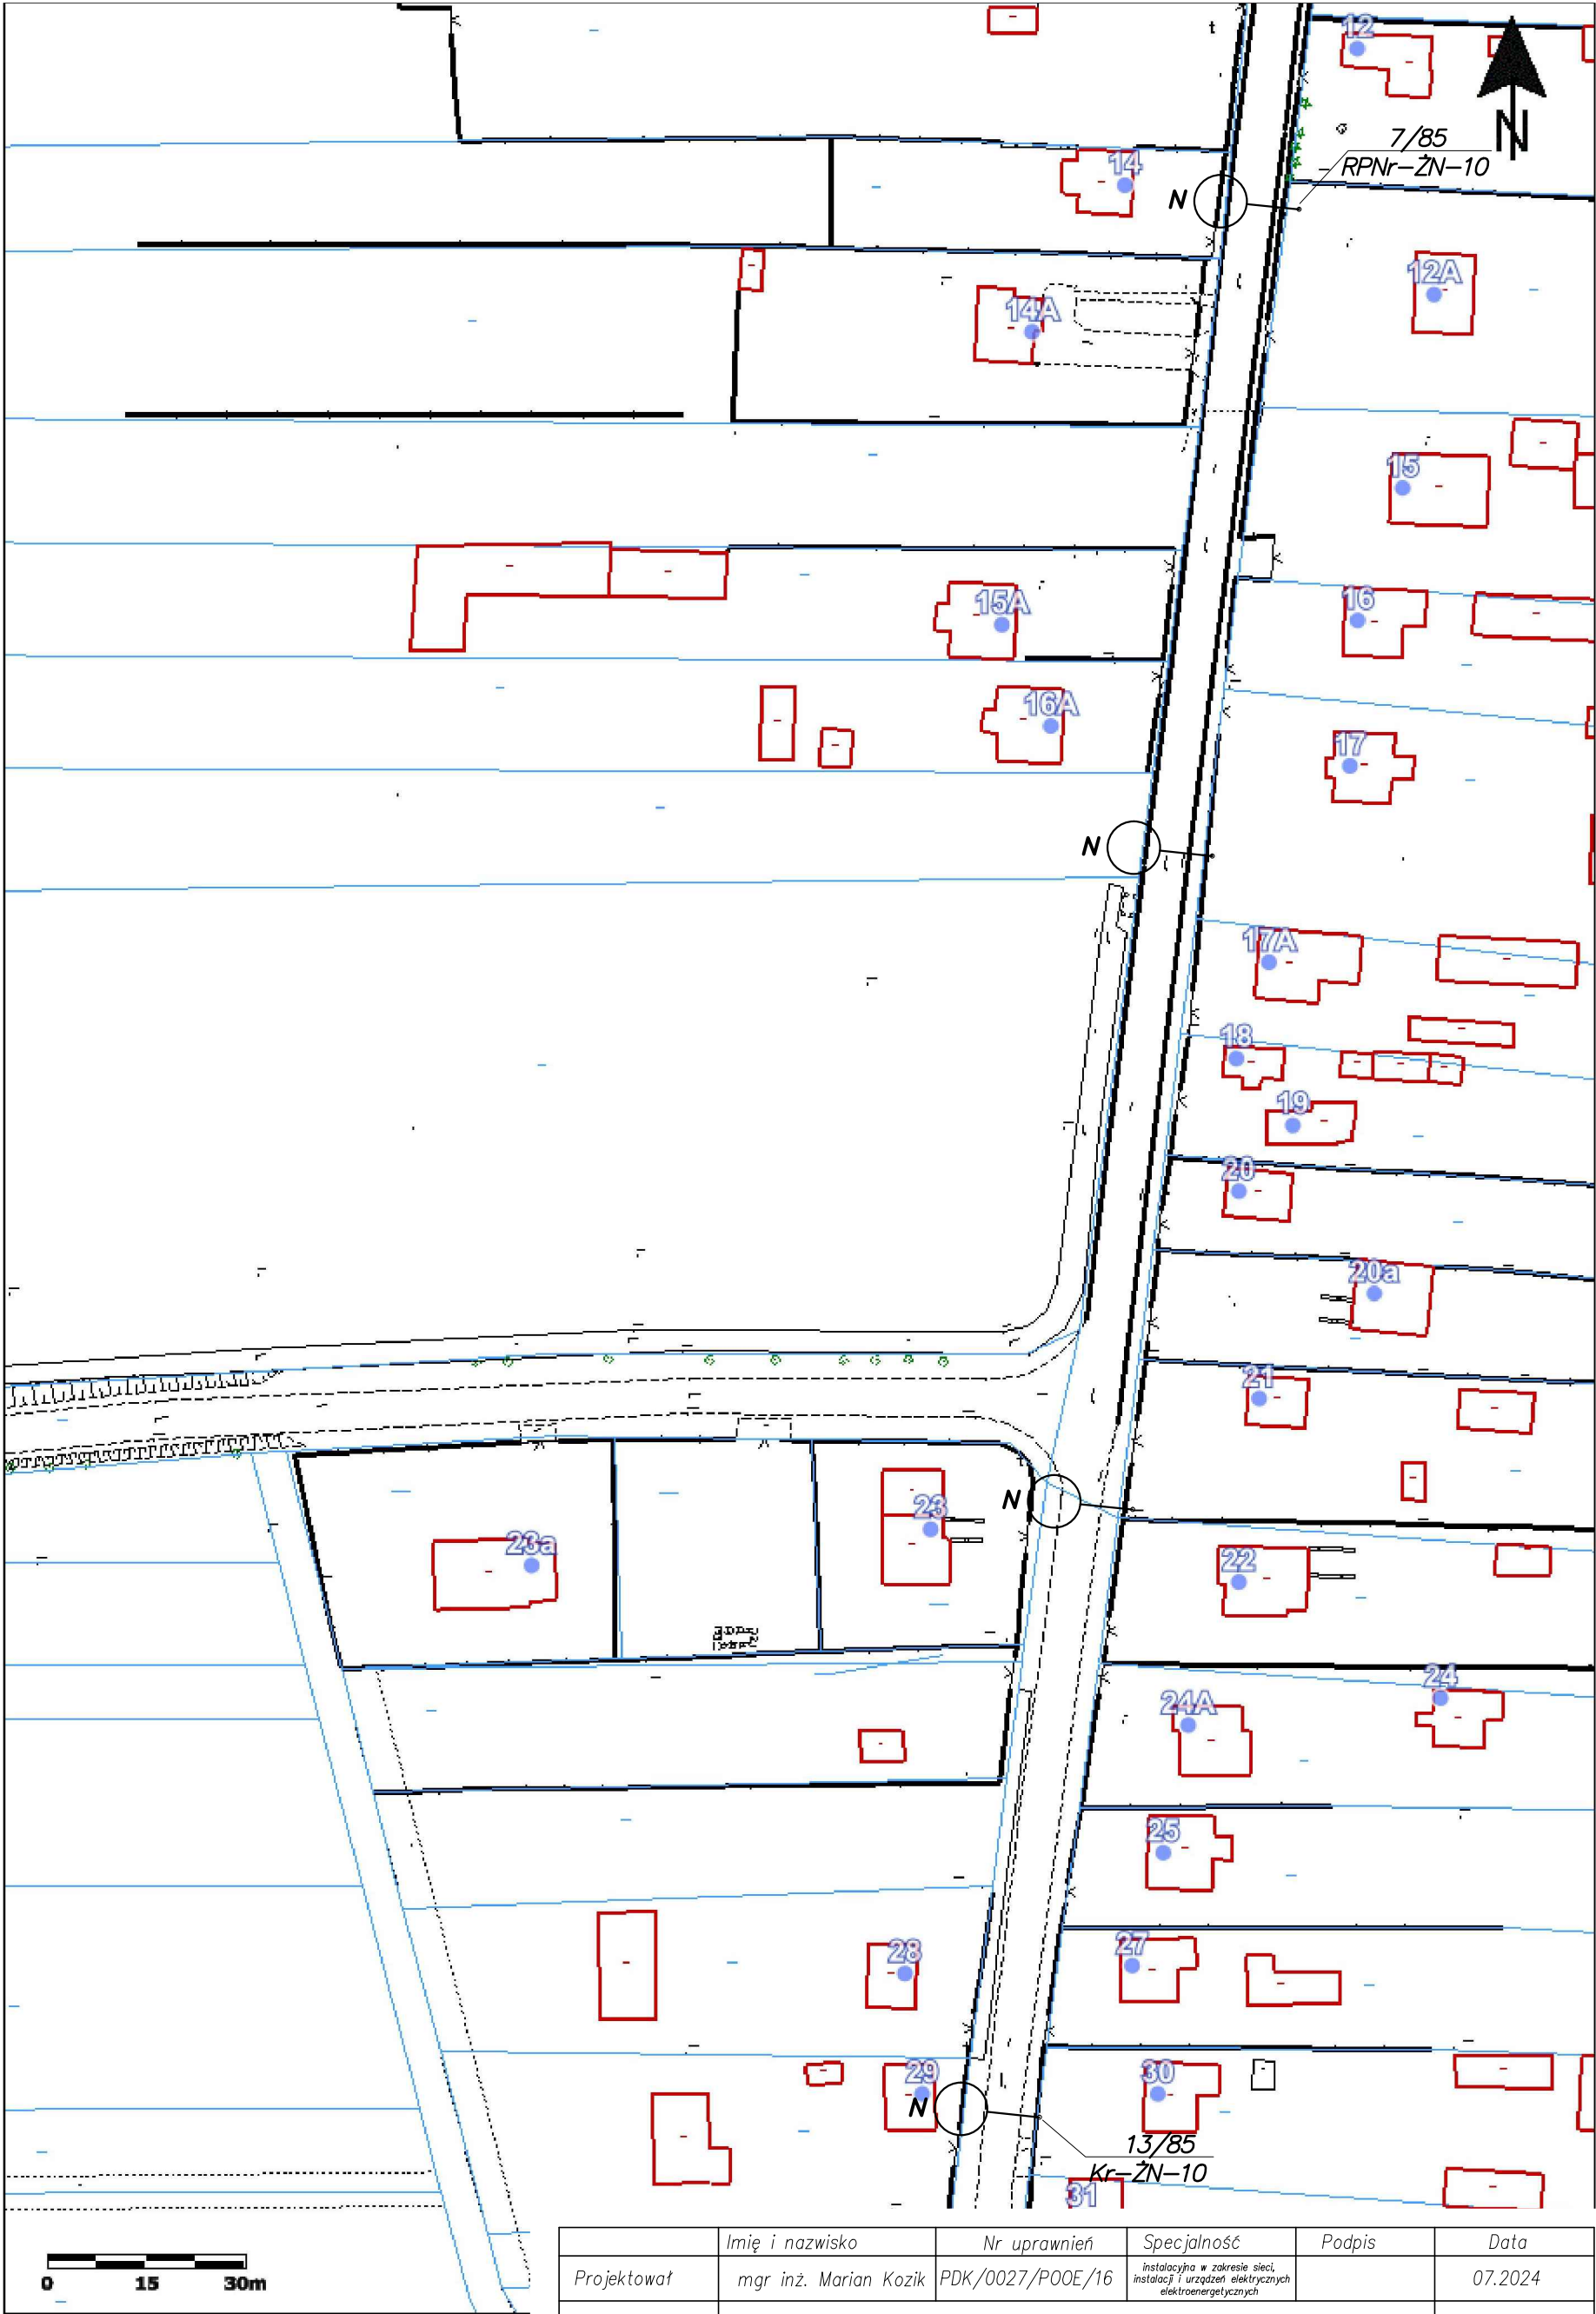 12
N
7/85
RPNr-ŻN-10
14
N
12A
14A
15
15A
16
16A
17
N
17A
18
19
20
20a
21
N
23
23a
22
24
24A
25
27
28
29
30
N
13/85
Kr-ŻN-10
31
0 15 30m
Imię i nazwisko Nr uprawnień Specjalność Podpis Data
Projektował mgr inż. Marian Kozik PDK/0027/POOE/16 instalacyjna w zakresie sieci, 07.2024
instalacji i urządzeń elektrycznych
elektroenergetycznych